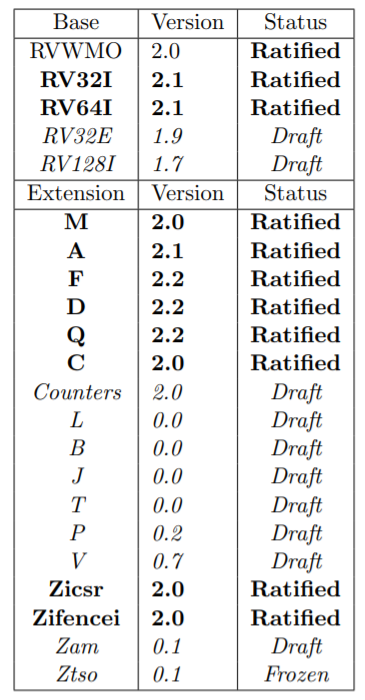 Base Version Status
RVWMO 2.0 Ratified
RV32I 2.1 Ratified
RV64I 2.1 Ratified
RV32E 1.9 Draft
RV128I 1.7 Draft
Extension Version Status
M 2.0 Ratified
A 2.1 Ratified
F 2.2 Ratified
D 2.2 Ratified
Q 2.2 Ratified
C 2.0 Ratified
Counters 2.0 Draft
L 0.0 Draft
B 0.0 Draft
J 0.0 Draft
T 0.0 Draft
P 0.2 Draft
V 0.7 Draft
Zicsr 2.0 Ratified
Zifencei 2.0 Ratified
Zam 0.1 Draft
Ztso 0.1 Frozen